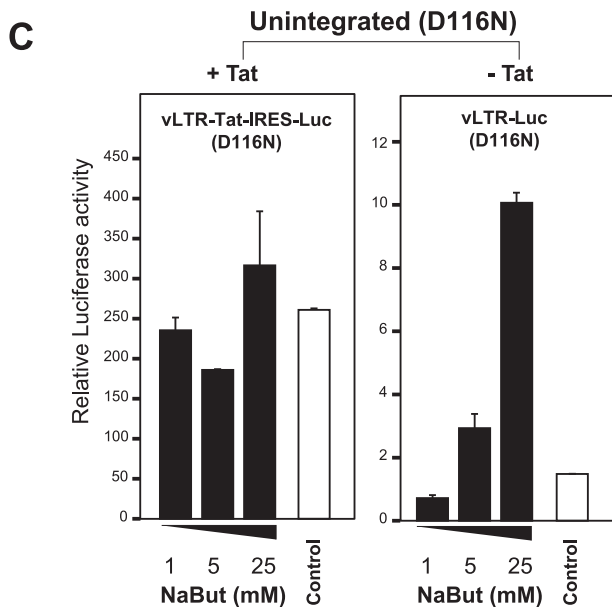 C
Unintegrated (D116N)
+ Tat
- Tat
vLTR-Tat-IRES-Luc
(D116N)
Relative Luciferase activity
450
400
350
300
250
200
150
100
50
0
1 5 25
NaBut (mM)
Control
vLTR-Luc
(D116N)
12
10
8
6
4
2
0
1 5 25
NaBut (mM)
Control